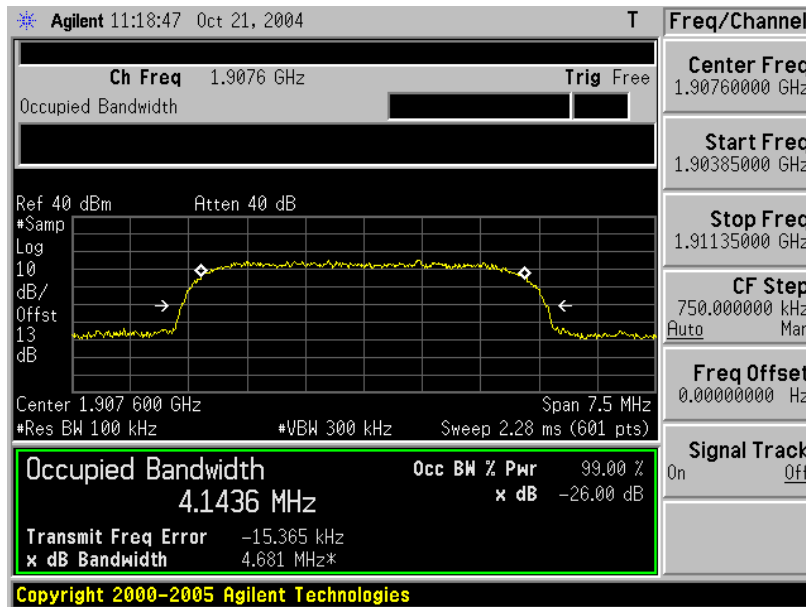 Agilent 11:18:47 Oct 21, 2004 T
Freq/Channel
Ch Freq 1.9076 GHz Trig Free
Occupied Bandwidth
Center Freq
1.90760000 GHz
Start Freq
1.90385000 GHz
Stop Freq
1.91135000 GHz
CF Step
750.000000 kHz
Auto Man
Freq Offset
0.00000000 Hz
Signal Track
On Off
Ref 40 dBm Atten 40 dB
#Samp
Log
10
dB/
Offst
13
dB
Center 1.907 600 GHz Span 7.5 MHz
#Res BW 100 kHz #VBW 300 kHz Sweep 2.28 ms (601 pts)
Occupied Bandwidth Occ BW % Pwr 99.00 %
4.1436 MHz x dB -26.00 dB
Transmit Freq Error -15.365 kHz
x dB Bandwidth 4.681 MHz*
Copyright 2000-2005 Agilent Technologies